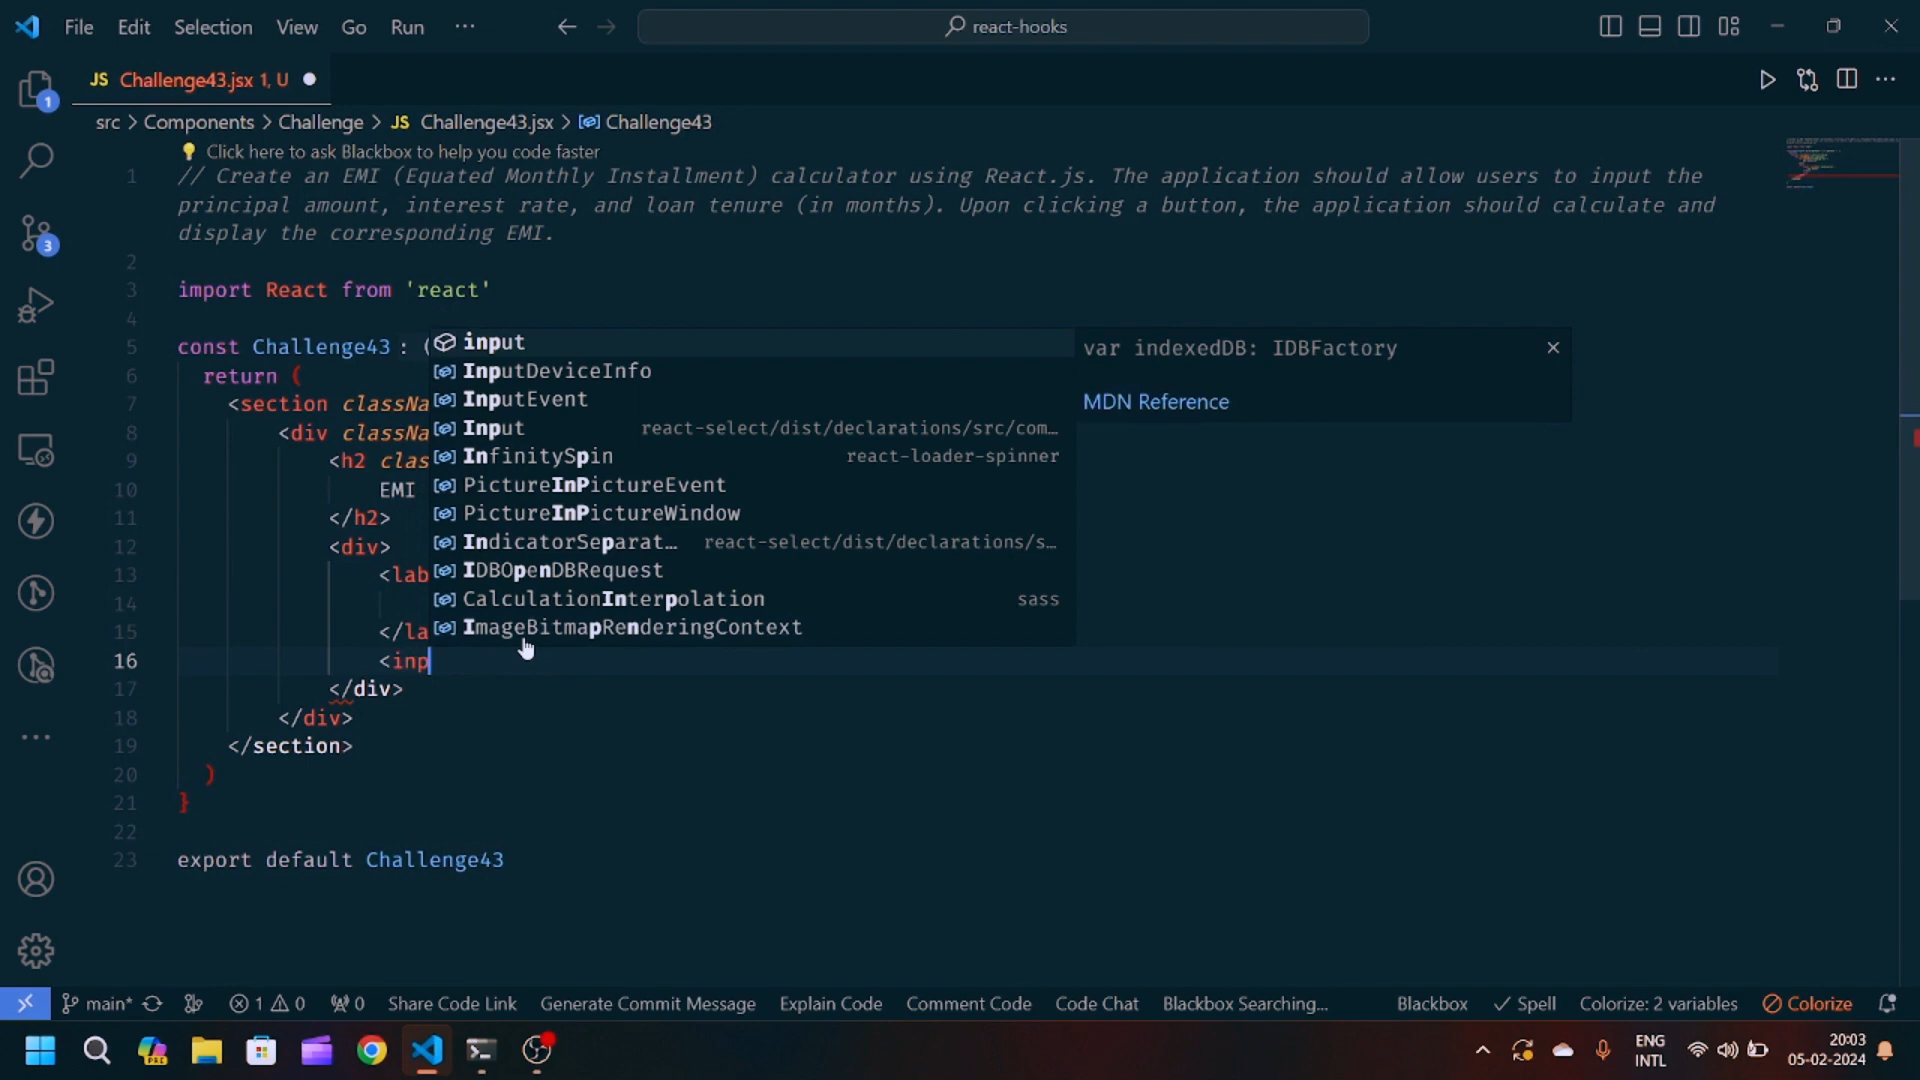 File Edit Selection View Go Run ··· react-hooks
JS Challenge43.jsx 1, U
src > Components > Challenge > JS Challenge43.jsx > Challenge43
Click here to ask Blackbox to help you code faster
1 // Create an EMI (Equated Monthly Installment) calculator using React.js. The application should allow users to input the
principal amount, interest rate, and loan tenure (in months). Upon clicking a button, the application should calculate and
display the corresponding EMI.
2
3 import React from 'react'
4
5 const Challenge43 : (
6 return (
7 <section classNa
8 <div classNa
9 <h2 clas
10 EMI
11 </h2>
12 <div>
13 <lab
14
15 </la
16 <inp
17 </div>
18 </div>
19 </section>
20 )
21 }
22
23 export default Challenge43
input
InputDeviceInfo
InputEvent
Input react-select/dist/declarations/src/com…
InfinitySpin react-loader-spinner
PictureInPictureEvent
PictureInPictureWindow
IndicatorSeparat… react-select/dist/declarations/s…
IDBOpenDBRequest
CalculationInterpolation sass
ImageBitmapRenderingContext
var indexedDB: IDBFactory
MDN Reference
1
3
main* 1 0 0 Share Code Link Generate Commit Message Explain Code Comment Code Code Chat Blackbox Searching... Blackbox Spell Colorize: 2 variables Colorize
PRE
ENG
INTL
20:03
05-02-2024